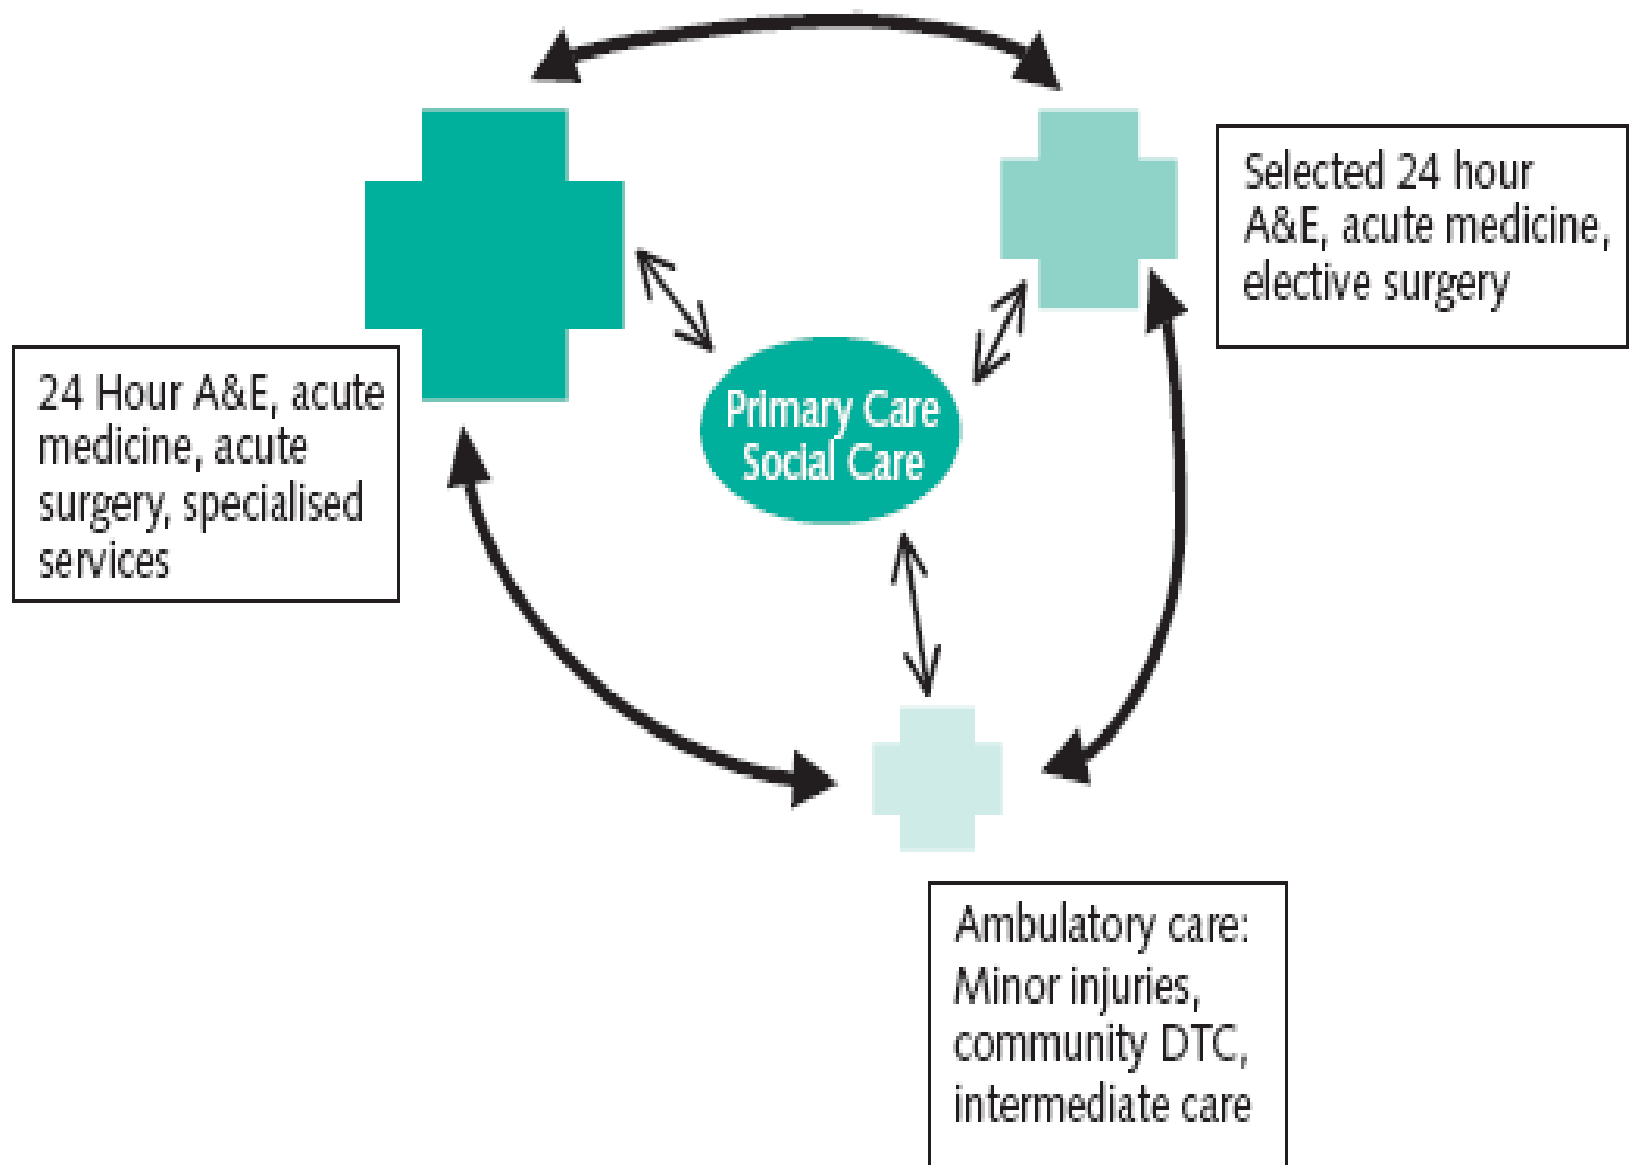 Selected 24 hour
A&E, acute medicine,
elective surgery
24 Hour A&E, acute
medicine, acute
surgery, specialised
services
Primary Care
Social Care
Ambulatory care:
Minor injuries,
community DTC,
intermediate care